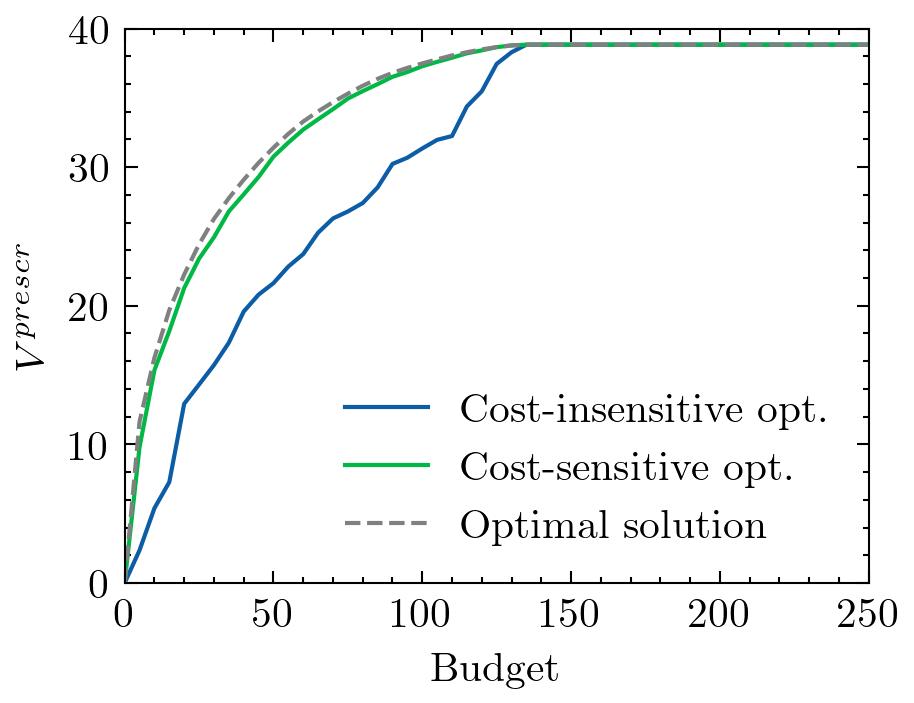 40
30
20
10
0
V^{prescr}
Cost-insensitive opt.
Cost-sensitive opt.
Optimal solution
0 50 100 150 200 250
Budget